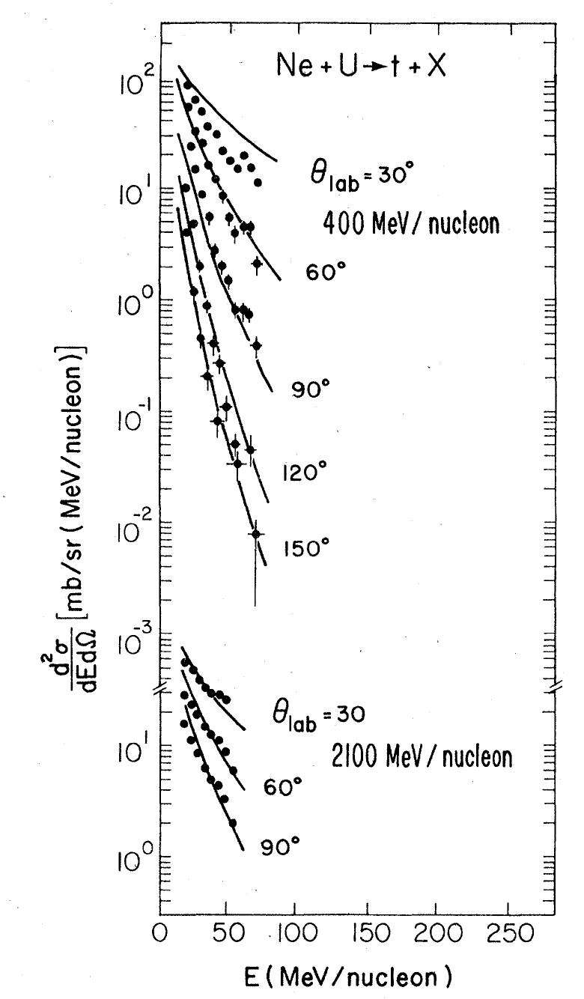 Ne + U → t + X
10²
θlab = 30°
10¹
400 MeV / nucleon
60°
10⁰
90°
10⁻¹
120°
10⁻²
150°
10⁻³
d²σ/dEdΩ [mb/sr (MeV/nucleon)]
θlab = 30
10¹
2100 MeV / nucleon
60°
90°
10⁰
0 50 100 150 200 250
E (MeV/nucleon)